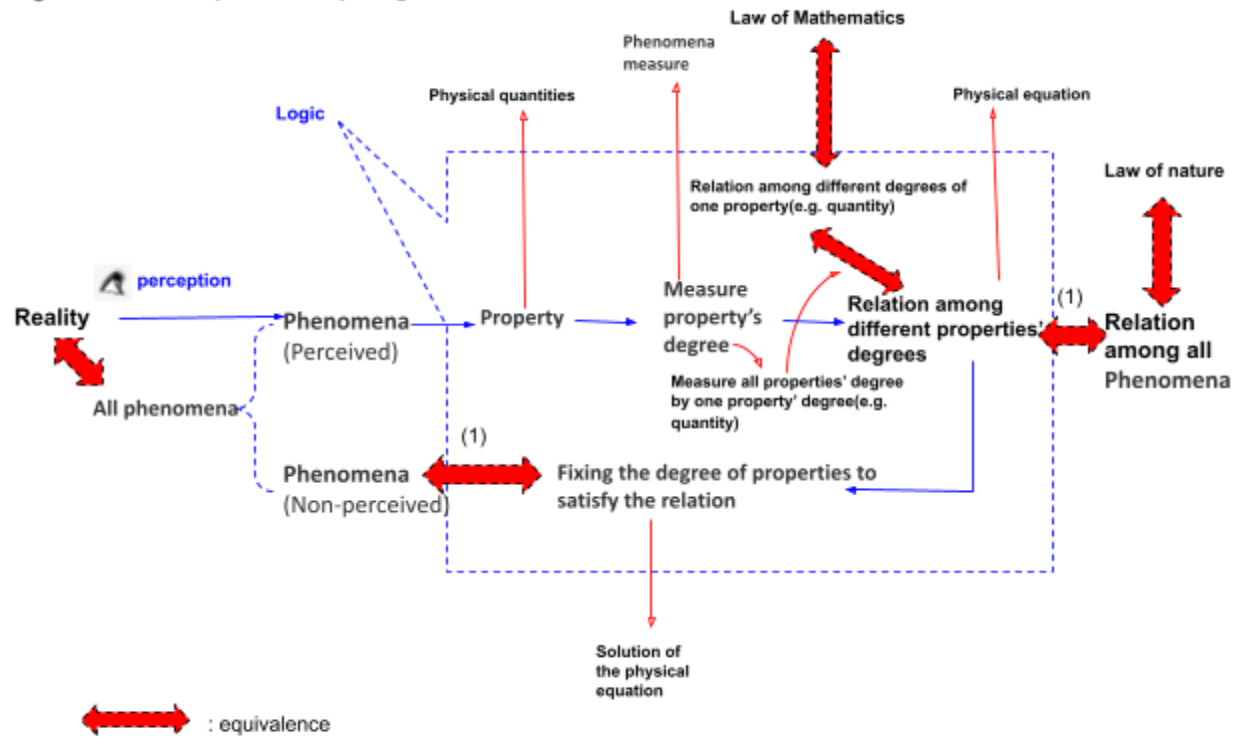 Law of Mathematics
Phenomena
measure
Physical quantities
Physical equation
Logic
Law of nature
Relation among different degrees of
one property(e.g. quantity)
perception
Reality
Phenomena
(Perceived)
Property
Measure
property's
degree
Relation among
different properties'
degrees
(1)
Relation
among all
Phenomena
Measure all properties' degree
by one property' degree(e.g.
quantity)
All phenomena
(1)
Phenomena
(Non-perceived)
Fixing the degree of properties to
satisfy the relation
Solution of
the physical
equation
: equivalence